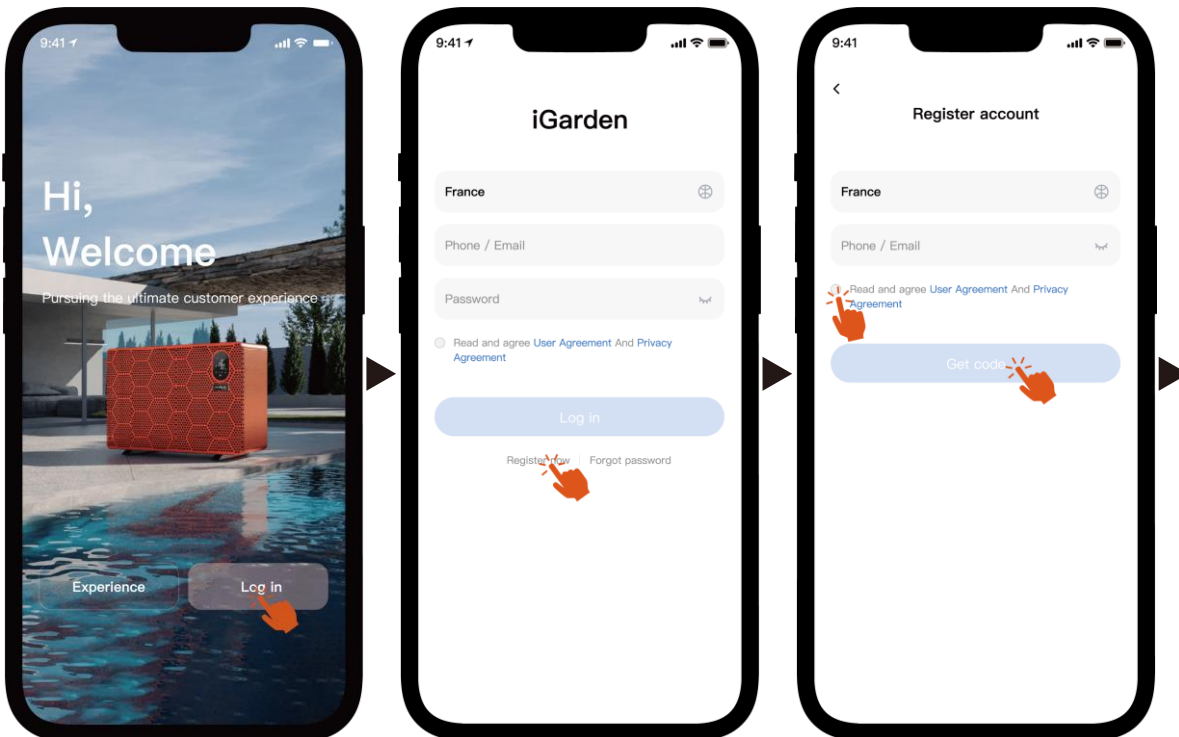 9:41
Hi,
Welcome
Pursuing the ultimate customer experience
Experience
Log in
9:41
iGarden
France
Phone / Email
Password
Read and agree User Agreement And Privacy
Agreement
Log in
Register now | Forgot password
9:41
Register account
France
Phone / Email
Read and agree User Agreement And Privacy
Agreement
Get code